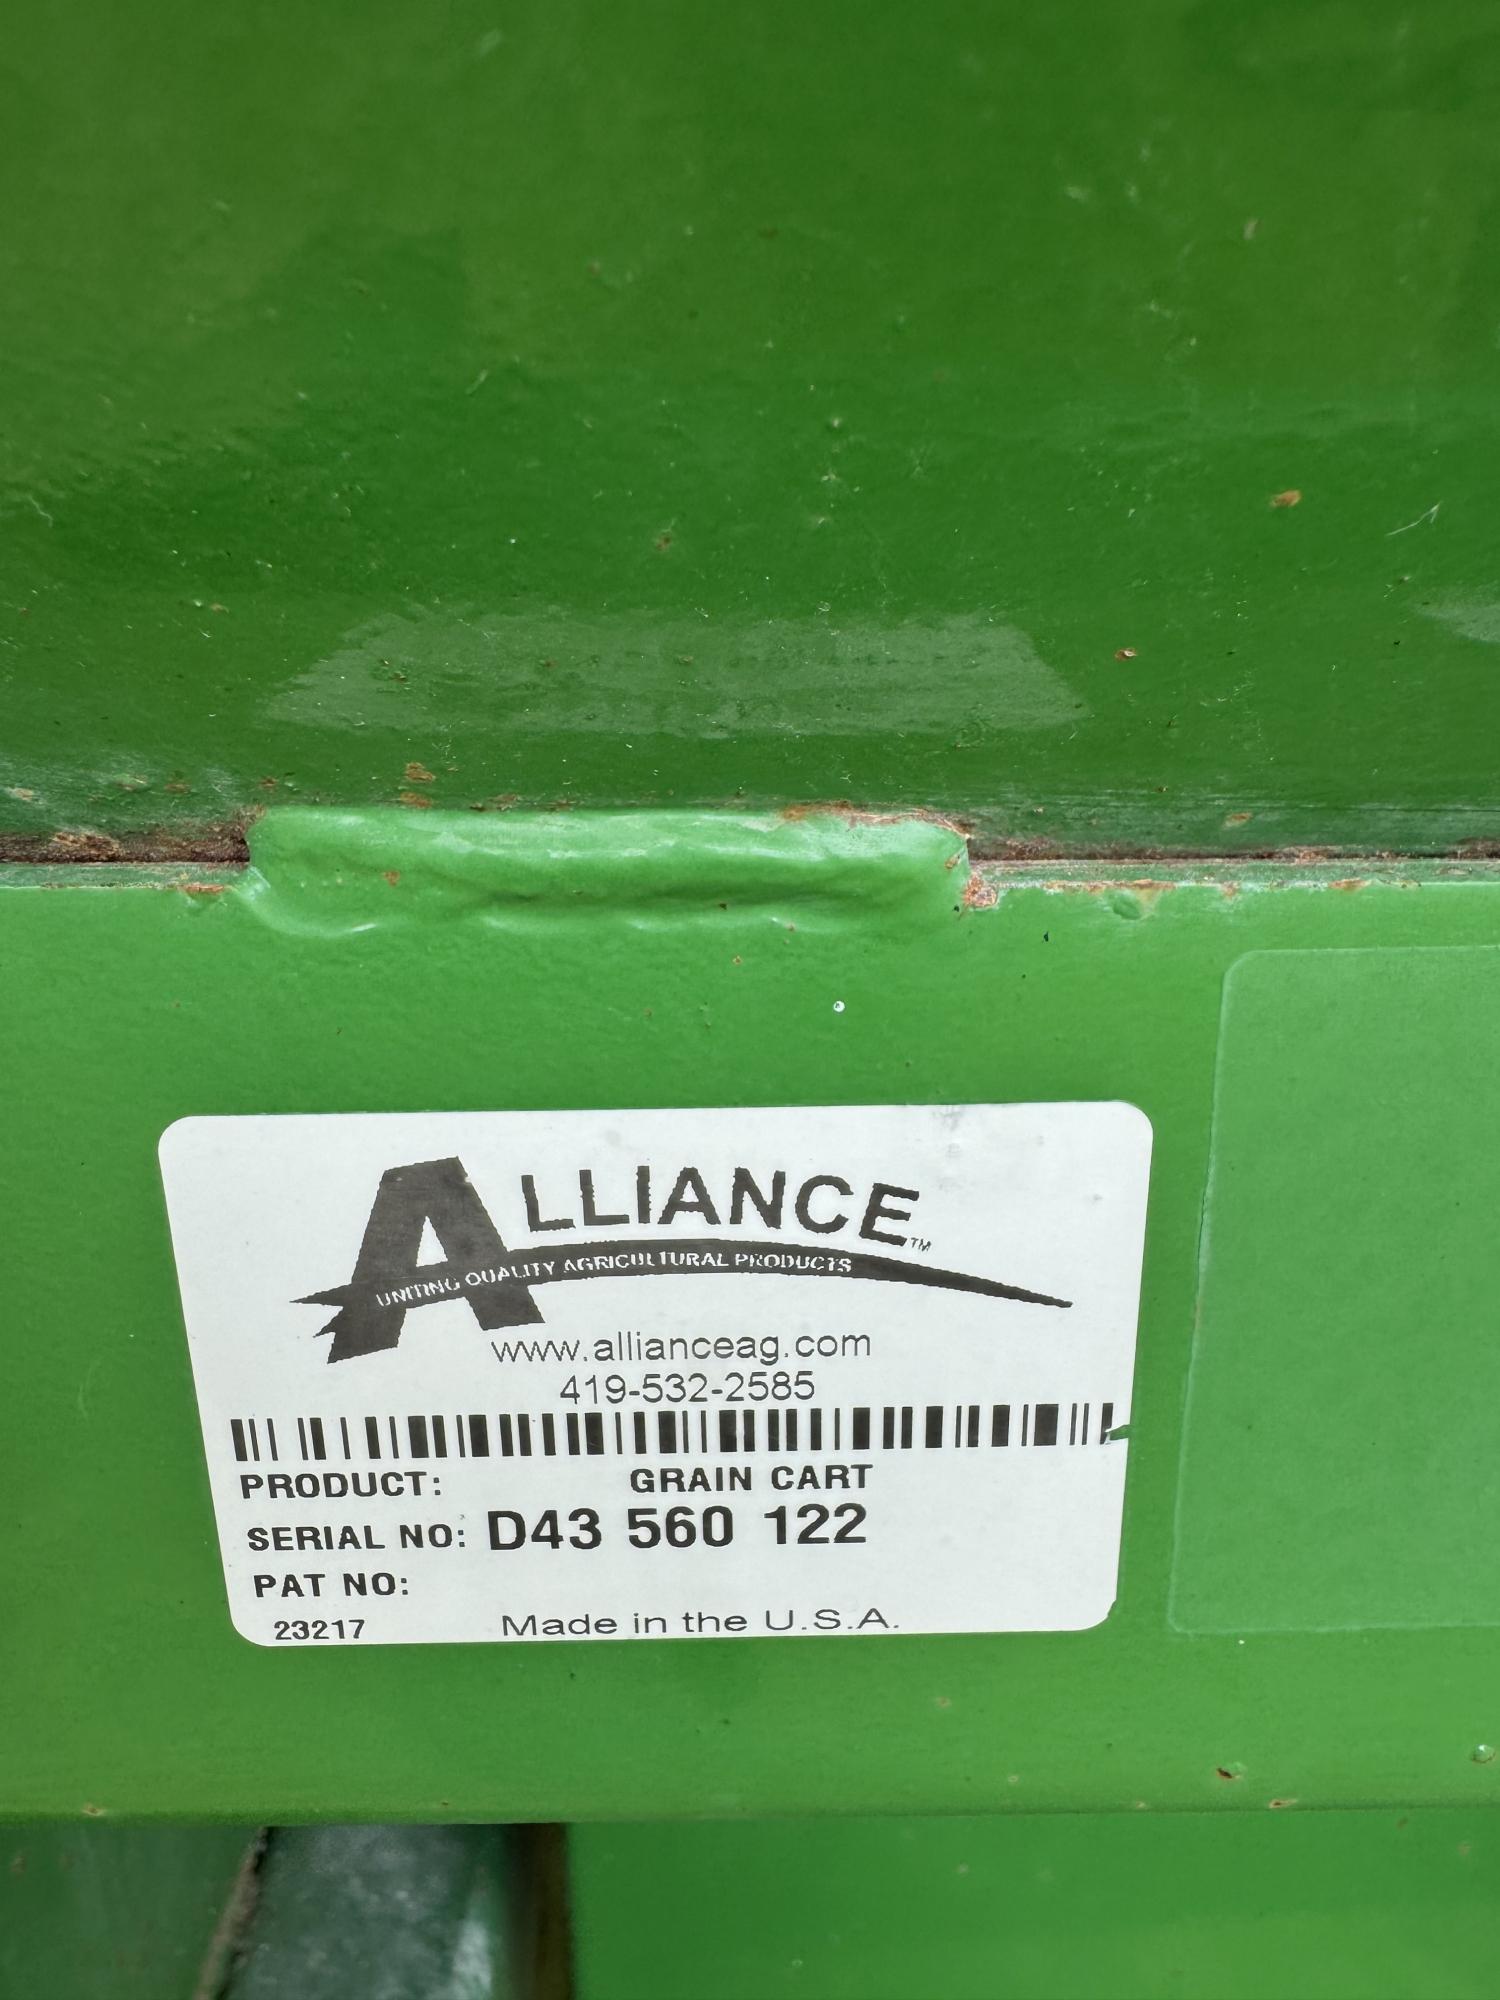 ALLIANCE™
UNITING QUALITY AGRICULTURAL PRODUCTS
www.allianceag.com
419-532-2585
PRODUCT: GRAIN CART
SERIAL NO: D43 560 122
PAT NO:
23217 Made in the U.S.A.